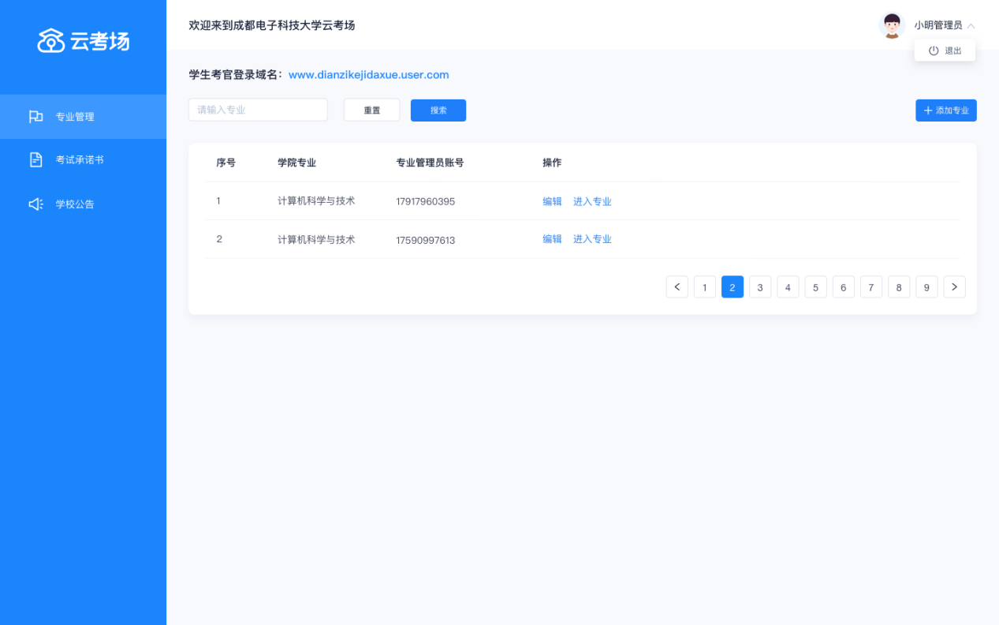 云考场
专业管理
考试承诺书
学校公告
欢迎来到成都电子科技大学云考场
小明管理员
退出
学生考官登录域名：www.dianzikejidaxue.user.com
请输入专业 重置 搜索 添加专业
序号 学院专业 专业管理员账号 操作
1 计算机科学与技术 17917960395 编辑 进入专业
2 计算机科学与技术 17590997613 编辑 进入专业
1 2 3 4 5 6 7 8 9